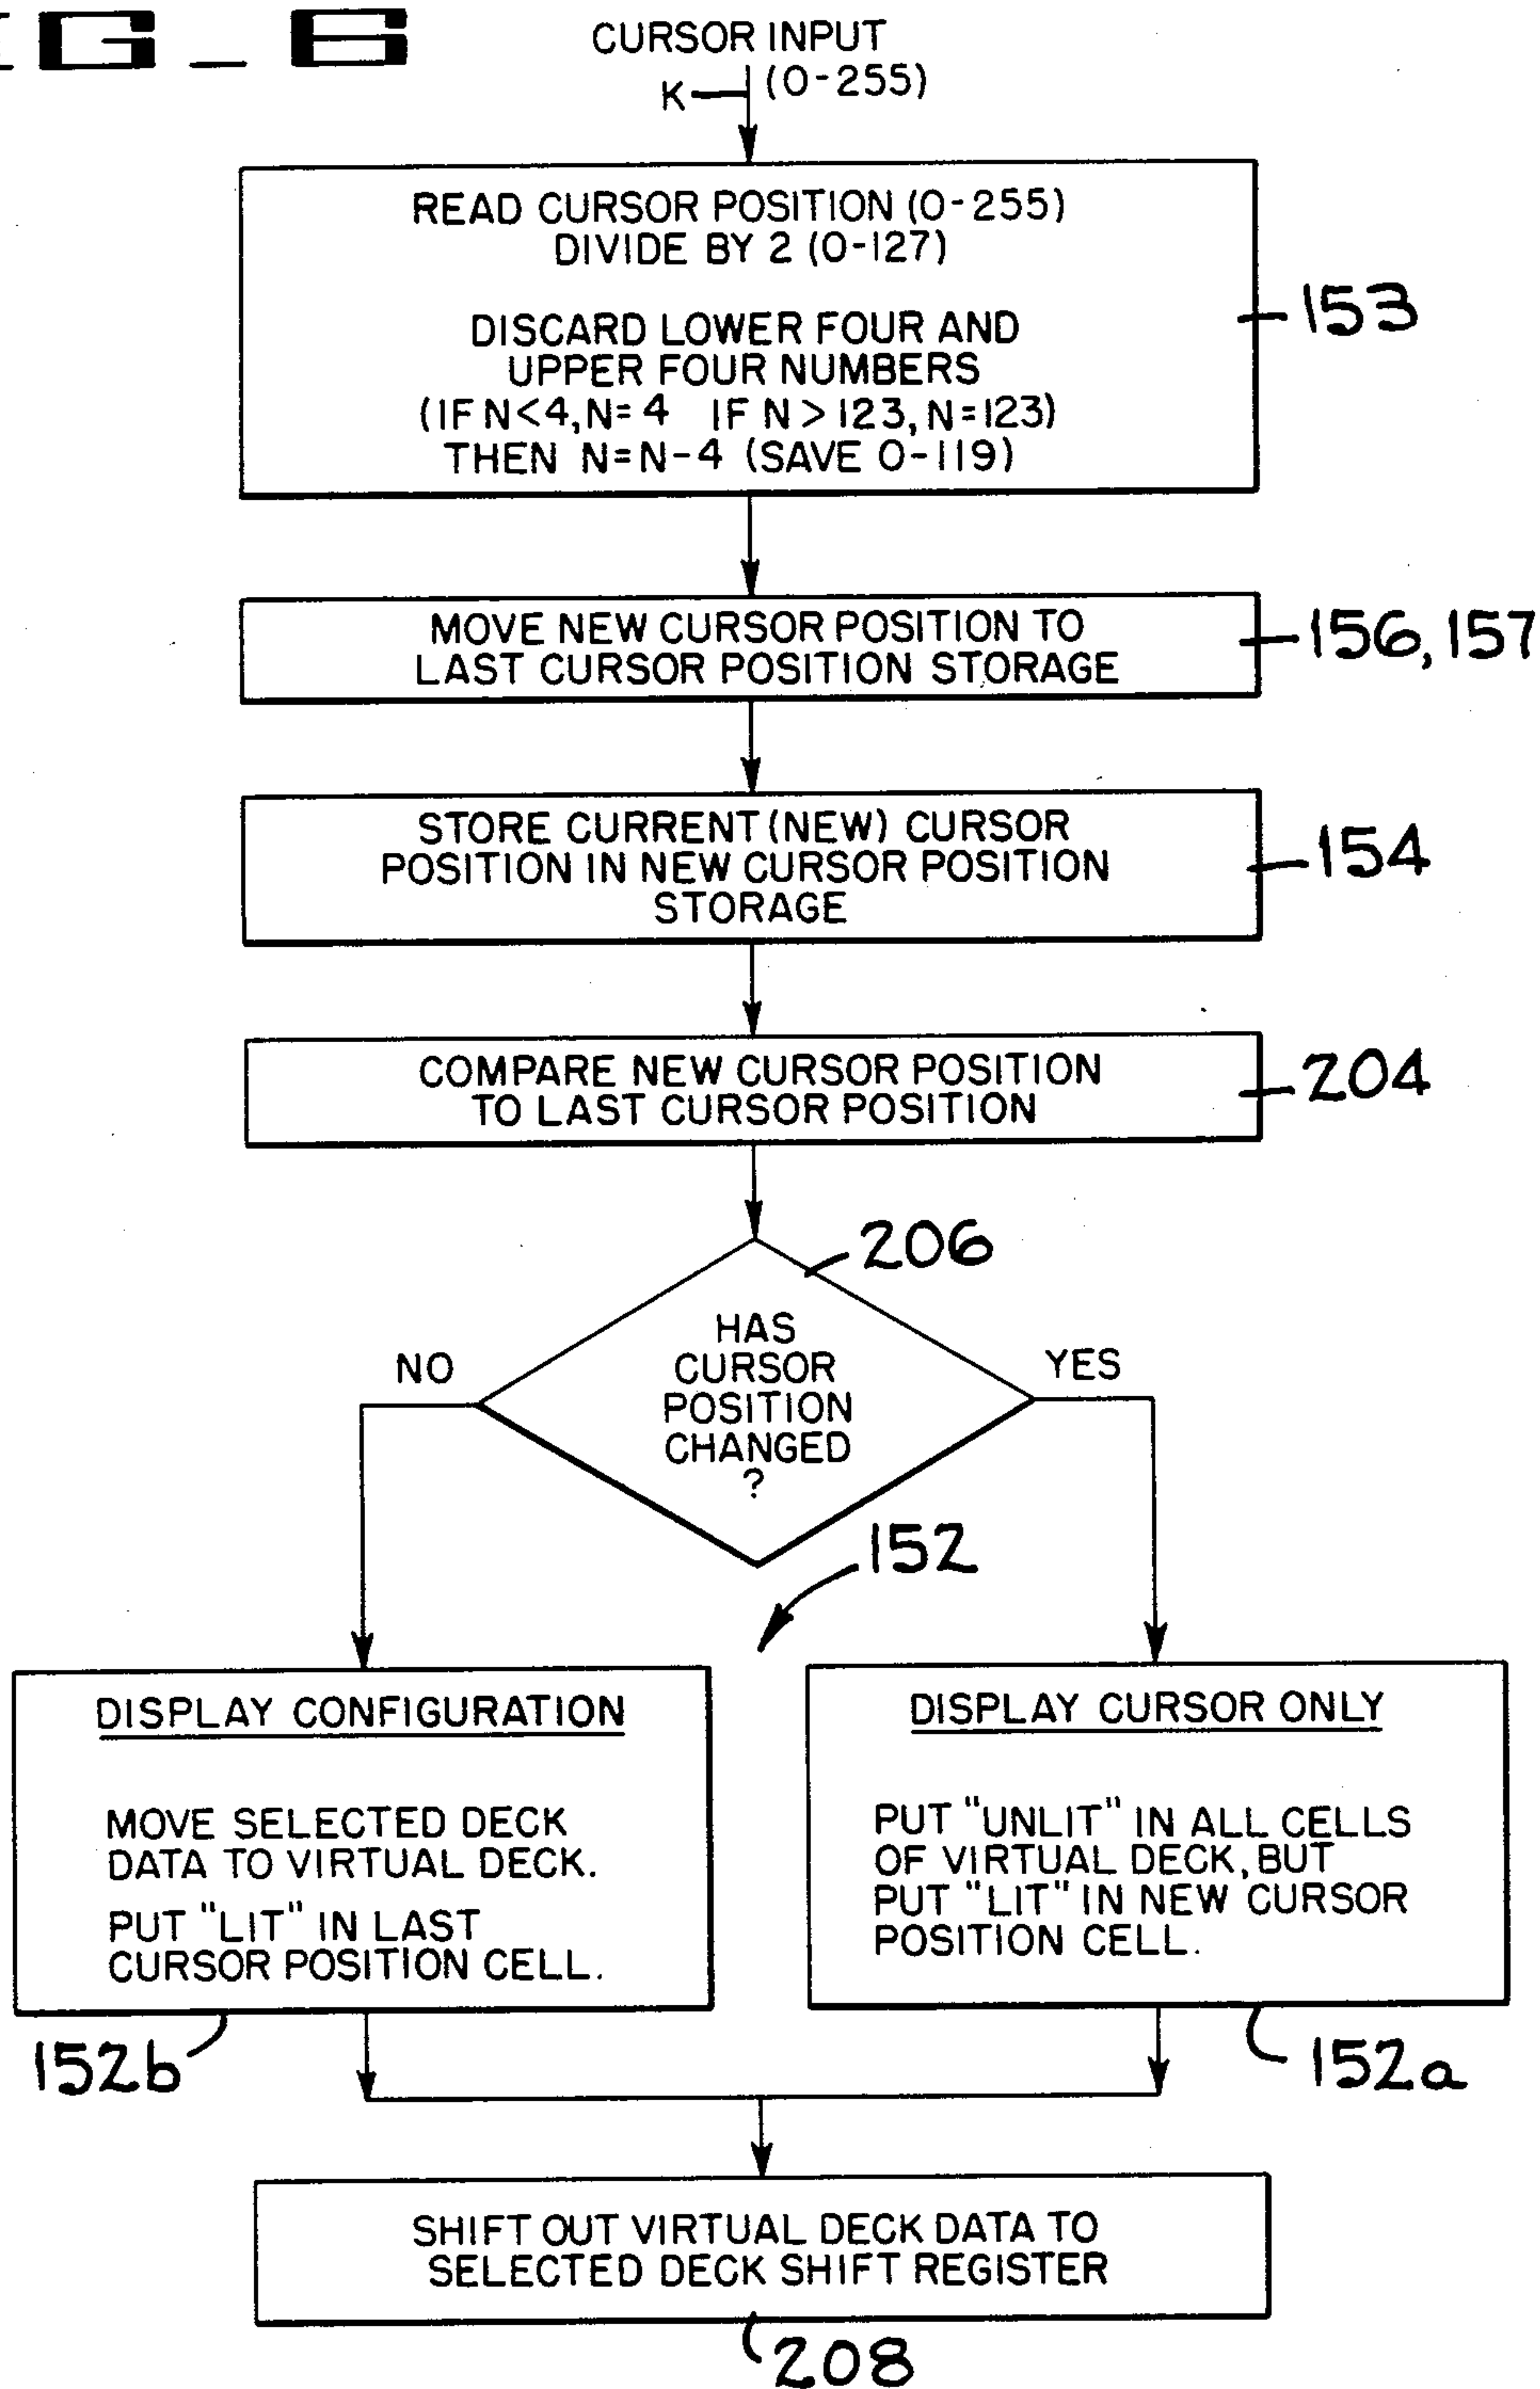 IG_6
CURSOR INPUT
K (0-255)
READ CURSOR POSITION (0-255)
DIVIDE BY 2 (0-127)
DISCARD LOWER FOUR AND
UPPER FOUR NUMBERS
(IF N<4, N=4 IF N>123, N=123)
THEN N=N-4 (SAVE 0-119)
153
MOVE NEW CURSOR POSITION TO
LAST CURSOR POSITION STORAGE
156, 157
STORE CURRENT (NEW) CURSOR
POSITION IN NEW CURSOR POSITION
STORAGE
154
COMPARE NEW CURSOR POSITION
TO LAST CURSOR POSITION
204
206
HAS
CURSOR
POSITION
CHANGED
?
NO
YES
152
DISPLAY CONFIGURATION
MOVE SELECTED DECK
DATA TO VIRTUAL DECK.
PUT "LIT" IN LAST
CURSOR POSITION CELL.
152b
DISPLAY CURSOR ONLY
PUT "UNLIT" IN ALL CELLS
OF VIRTUAL DECK, BUT
PUT "LIT" IN NEW CURSOR
POSITION CELL.
152a
SHIFT OUT VIRTUAL DECK DATA TO
SELECTED DECK SHIFT REGISTER
208